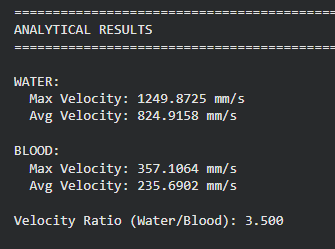 ==========================================
ANALYTICAL RESULTS
==========================================
WATER:
Max Velocity: 1249.8725 mm/s
Avg Velocity: 824.9158 mm/s
BLOOD:
Max Velocity: 357.1064 mm/s
Avg Velocity: 235.6902 mm/s
Velocity Ratio (Water/Blood): 3.500